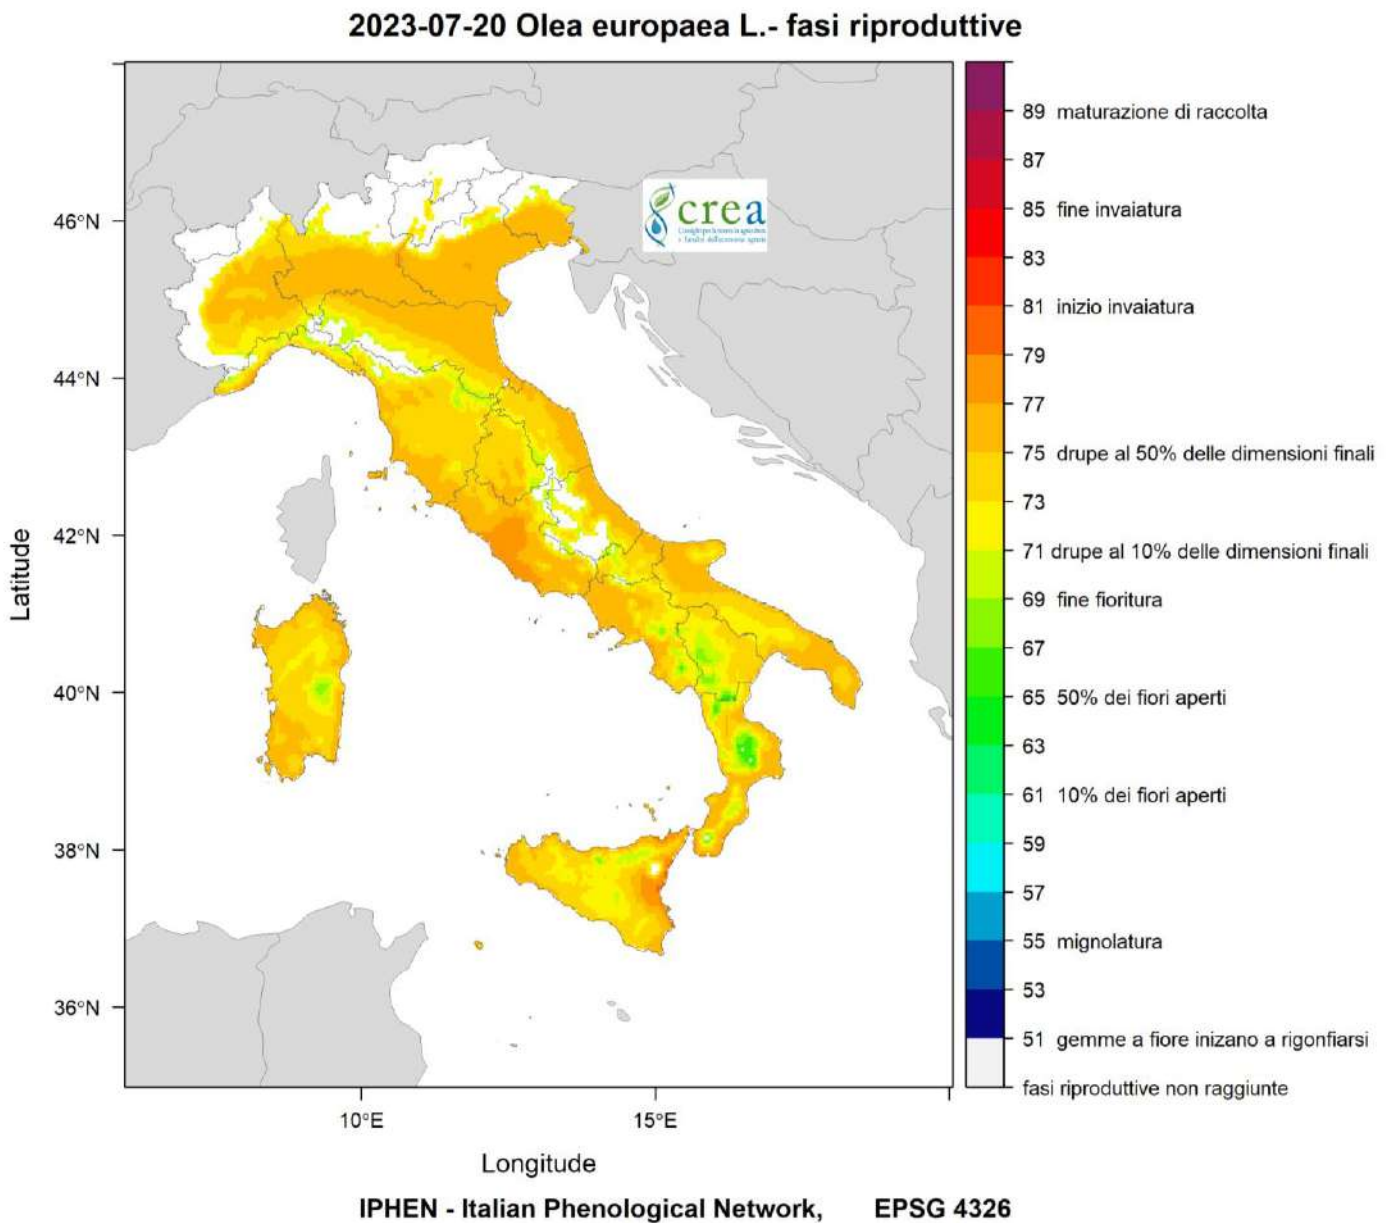 2023-07-20 Olea europaea L.- fasi riproduttive
46°N
44°N
42°N
40°N
38°N
36°N
Latitude
10°E
15°E
Longitude
crea
89 maturazione di raccolta
87
85 fine invaiatura
83
81 inizio invaiatura
79
77
75 drupe al 50% delle dimensioni finali
73
71 drupe al 10% delle dimensioni finali
69 fine fioritura
67
65 50% dei fiori aperti
63
61 10% dei fiori aperti
59
57
55 mignolatura
53
51 gemme a fiore inizano a rigonfiarsi
fasi riproduttive non raggiunte
IPHEN - Italian Phenological Network, EPSG 4326